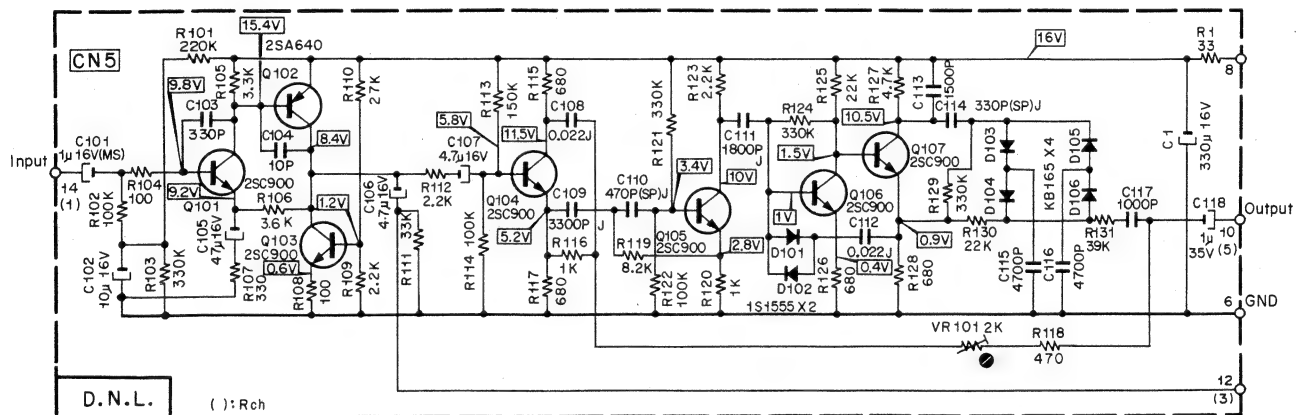 CN5
R101
220K
15.4V
2SA640
16V
R1
33
8
R105
3.3K
Q102
R110
27K
R113
150K
R115
680
R121
330K
R123
2.2K
R125
22K
R127
4.7K
C113
1500P
9.8V
C103
330P
C104
10P
8.4V
5.8V
C107
4.7μ16V
11.5V
C108
0.022J
C111
1800P
J
R124
330K
10.5V
C114
330P(SP)J
D103
D105
C1
330μ16V
Input
C101
1μ16V(MS)
14
(1)
R104
100
9.2V
Q101
2SC900
R106
3.6K
1.2V
C106
4.7μ16V
R112
2.2K
Q104
2SC900
C109
3300P
J
C110
470P(SP)J
3.4V
10V
1.5V
Q107
2SC900
Q106
2SC900
R129
330K
D104
D106
KB165 X4
C117
1000P
C118
1μ
35V
Output
10
(5)
R102
100K
C105
47μ16V
Q103
2SC900
0.6V
5.2V
R116
1K
R119
8.2K
Q105
2SC900
2.8V
1V
D101
D102
C112
0.022J
0.4V
0.9V
R130
22K
R131
39K
C102
10μ16V
R103
330K
R107
330
R108
100
R109
2.2K
R111
33K
R114
100K
R117
680
R122
100K
R120
1K
1S1555X2
R126
680
R128
680
C115
4700P
C116
4700P
6
GND
VR101 2K
R118
470
12
(3)
D.N.L.
( ):Rch